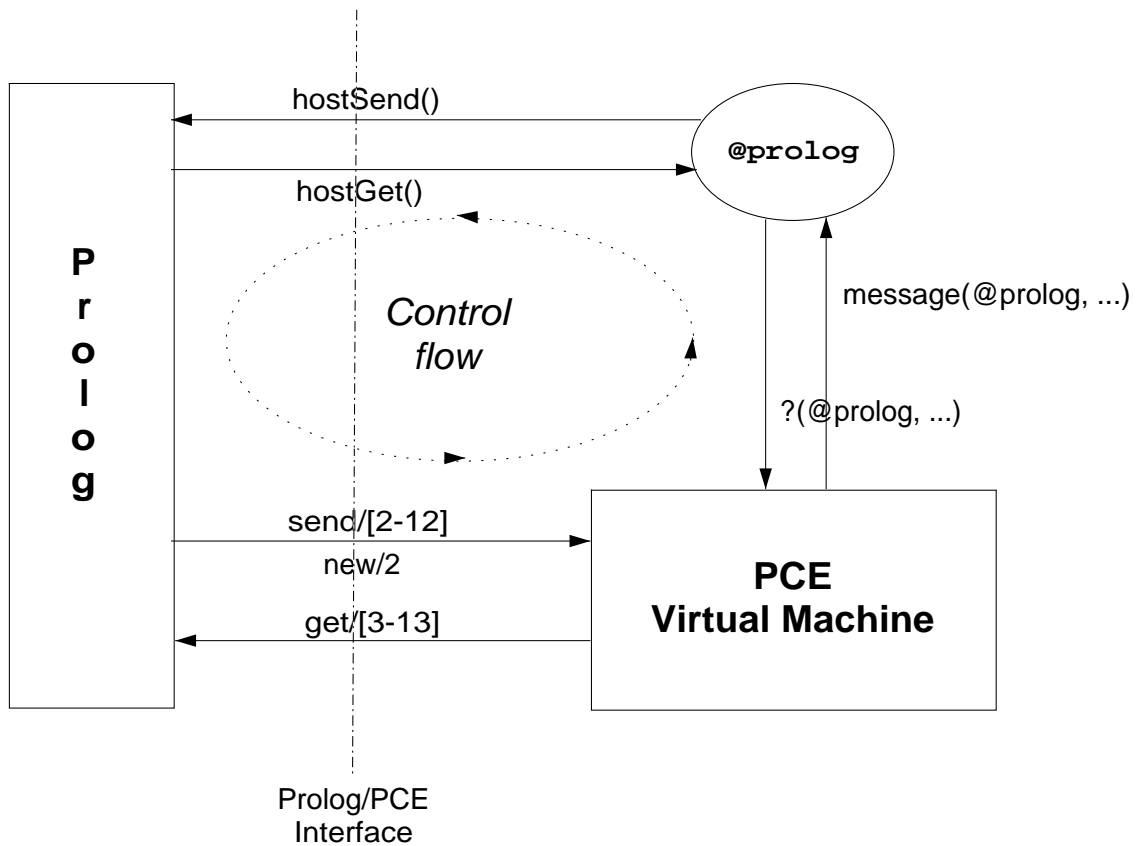 hostSend()
@prolog
hostGet()
Prolog
Control
flow
message(@prolog, ...)
?(@prolog, ...)
send/[2-12]
new/2
get/[3-13]
PCE
Virtual Machine
Prolog/PCE
Interface